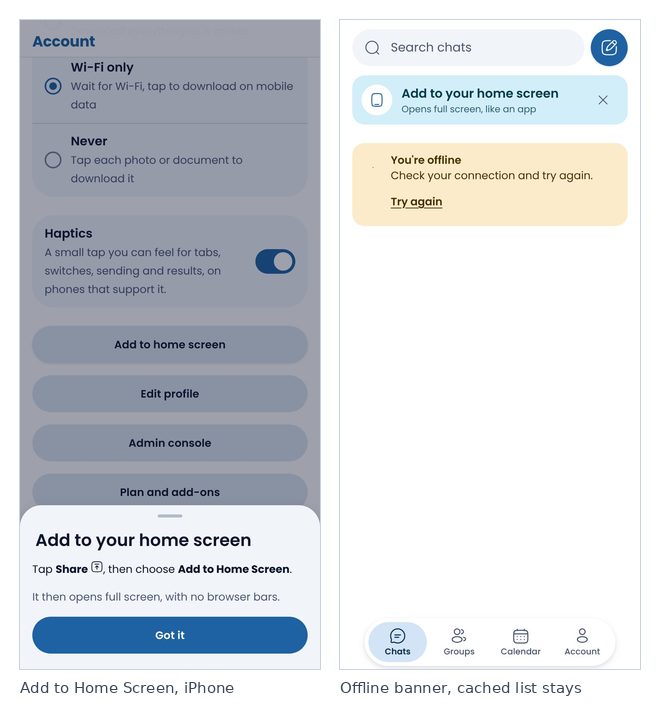 Account
Wi-Fi only
Wait for Wi-Fi, tap to download on mobile
data
Never
Tap each photo or document to
download it
Haptics
A small tap you can feel for tabs,
switches, sending and results, on
phones that support it.
Add to home screen
Edit profile
Admin console
Plan and add-ons
Add to your home screen
Tap Share , then choose Add to Home Screen.
It then opens full screen, with no browser bars.
Got it
Add to Home Screen, iPhone
Search chats
Add to your home screen
Opens full screen, like an app
You're offline
Check your connection and try again.
Try again
Chats
Groups
Calendar
Account
Offline banner, cached list stays